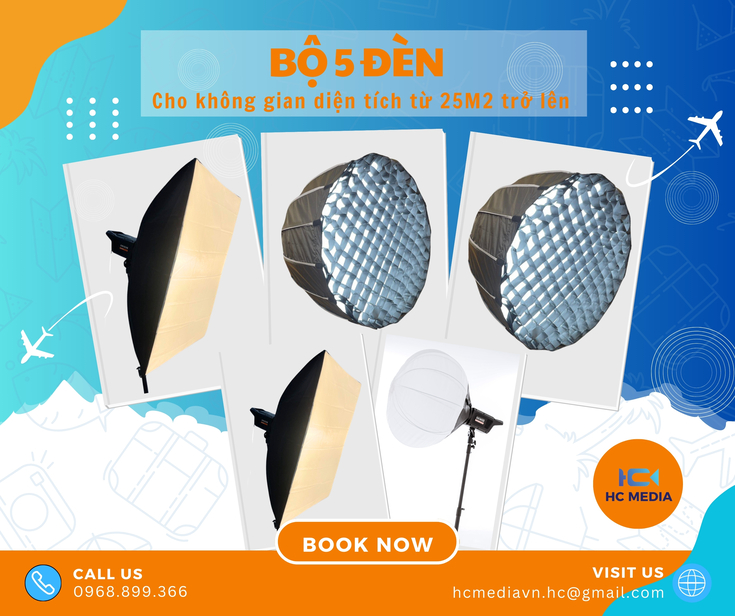 BỘ 5 ĐÈN
Cho không gian diện tích từ 25M2 trở lên
HC MEDIA
BOOK NOW
CALL US
0968.899.366
VISIT US
hcmediavn.hc@gmail.com